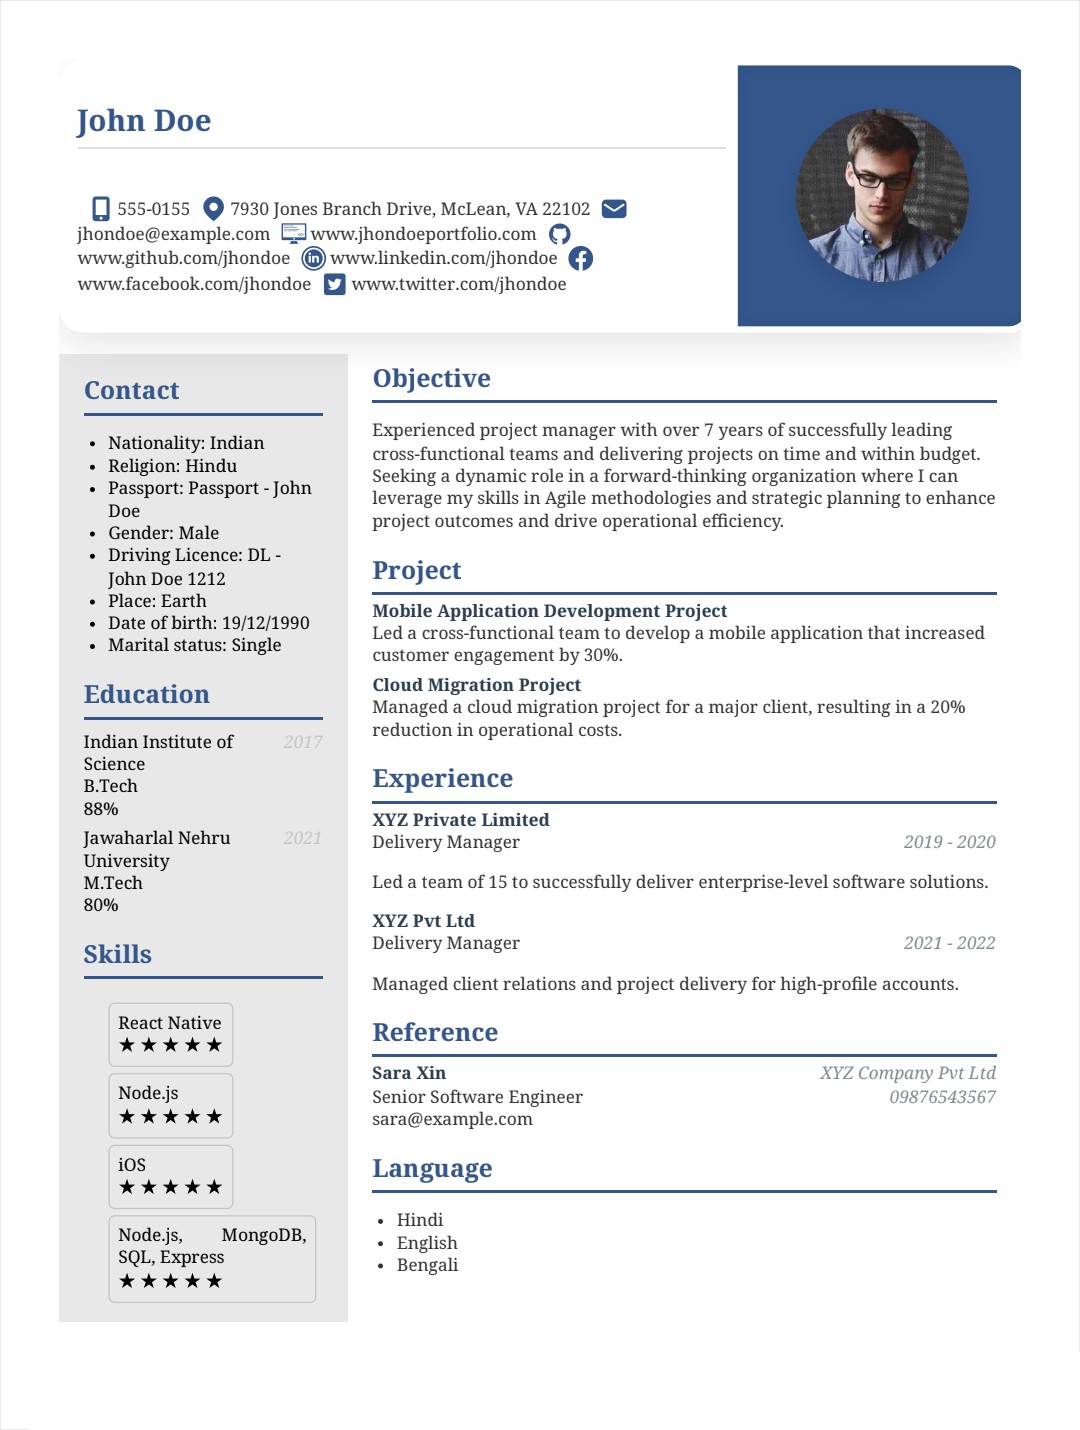 John Doe
555-0155 7930 Jones Branch Drive, McLean, VA 22102
jhondoe@example.com www.jhondoeportfolio.com
www.github.com/jhondoe www.linkedin.com/jhondoe
www.facebook.com/jhondoe www.twitter.com/jhondoe
Contact
• Nationality: Indian
• Religion: Hindu
• Passport: Passport - John
Doe
• Gender: Male
• Driving Licence: DL -
John Doe 1212
• Place: Earth
• Date of birth: 19/12/1990
• Marital status: Single
Education
Indian Institute of 2017
Science
B.Tech
88%
Jawaharlal Nehru 2021
University
M.Tech
80%
Skills
React Native
★★★★★
Node.js
★★★★★
iOS
★★★★★
Node.js, MongoDB,
SQL, Express
★★★★★
Objective
Experienced project manager with over 7 years of successfully leading
cross-functional teams and delivering projects on time and within budget.
Seeking a dynamic role in a forward-thinking organization where I can
leverage my skills in Agile methodologies and strategic planning to enhance
project outcomes and drive operational efficiency.
Project
Mobile Application Development Project
Led a cross-functional team to develop a mobile application that increased
customer engagement by 30%.
Cloud Migration Project
Managed a cloud migration project for a major client, resulting in a 20%
reduction in operational costs.
Experience
XYZ Private Limited
Delivery Manager 2019 - 2020
Led a team of 15 to successfully deliver enterprise-level software solutions.
XYZ Pvt Ltd
Delivery Manager 2021 - 2022
Managed client relations and project delivery for high-profile accounts.
Reference
Sara Xin XYZ Company Pvt Ltd
Senior Software Engineer 09876543567
sara@example.com
Language
• Hindi
• English
• Bengali